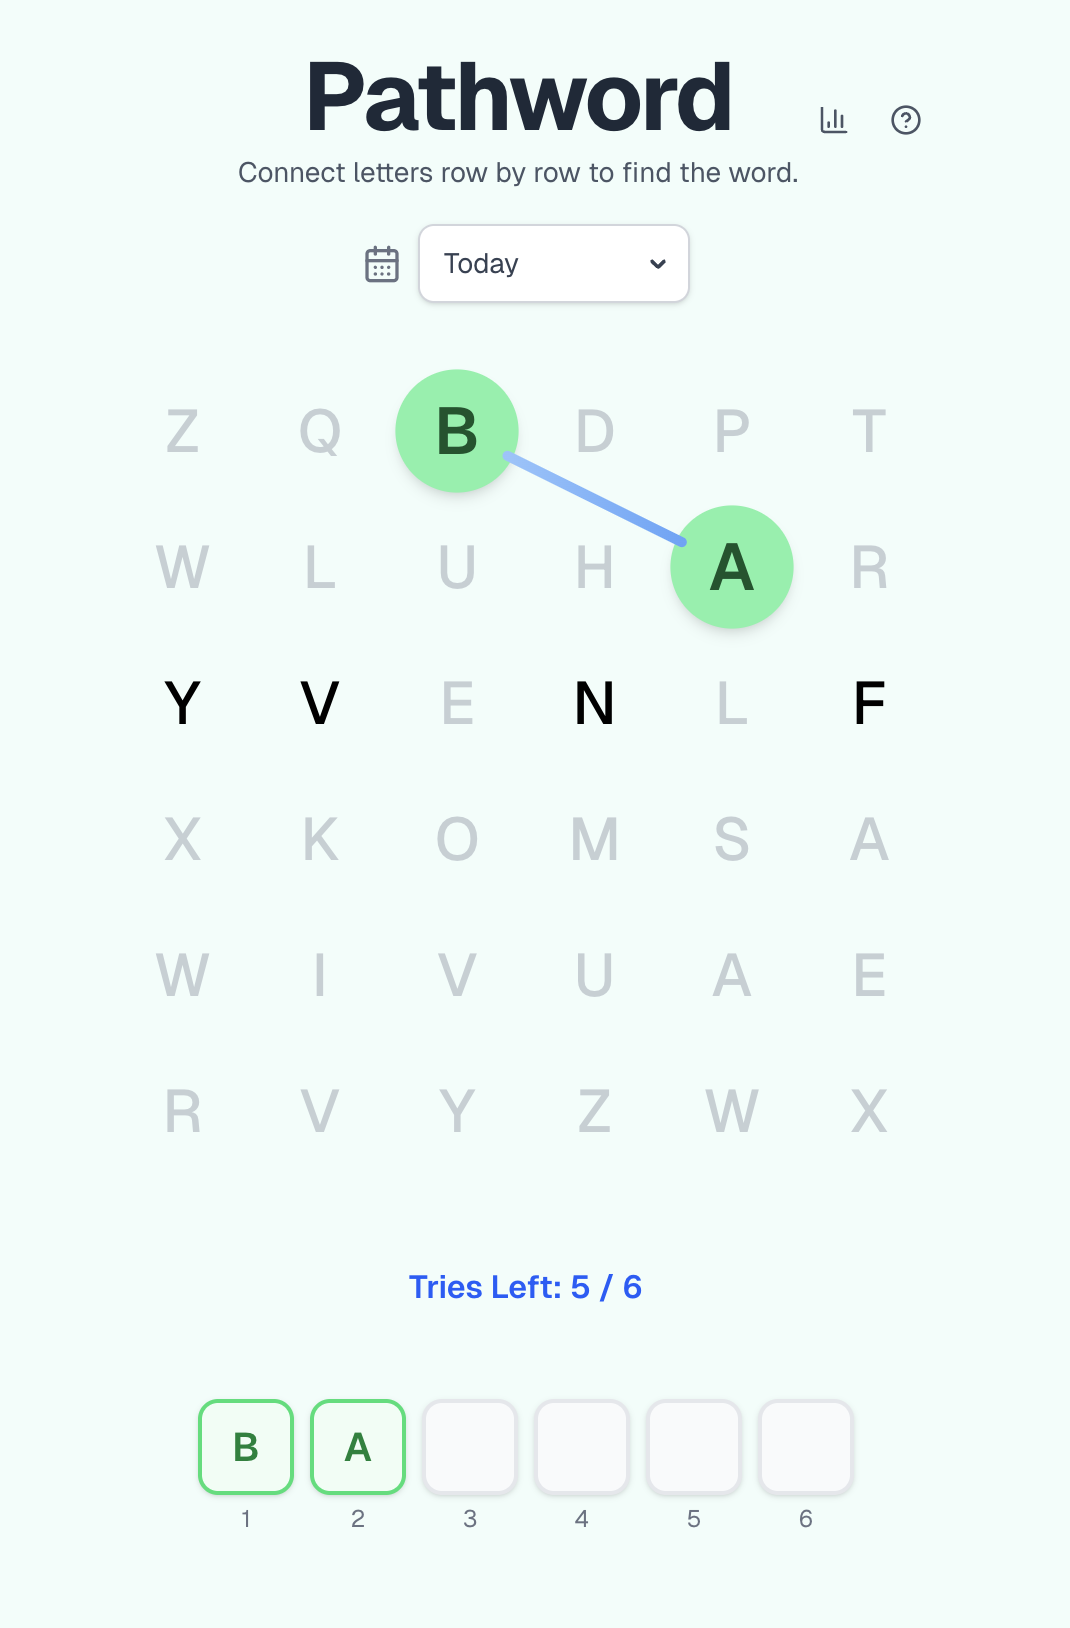 Pathword
Connect letters row by row to find the word.
Today
Z Q B D P T
W L U H A R
Y V E N L F
X K O M S A
W I V U A E
R V Y Z W X
Tries Left: 5 / 6
B A
1 2 3 4 5 6